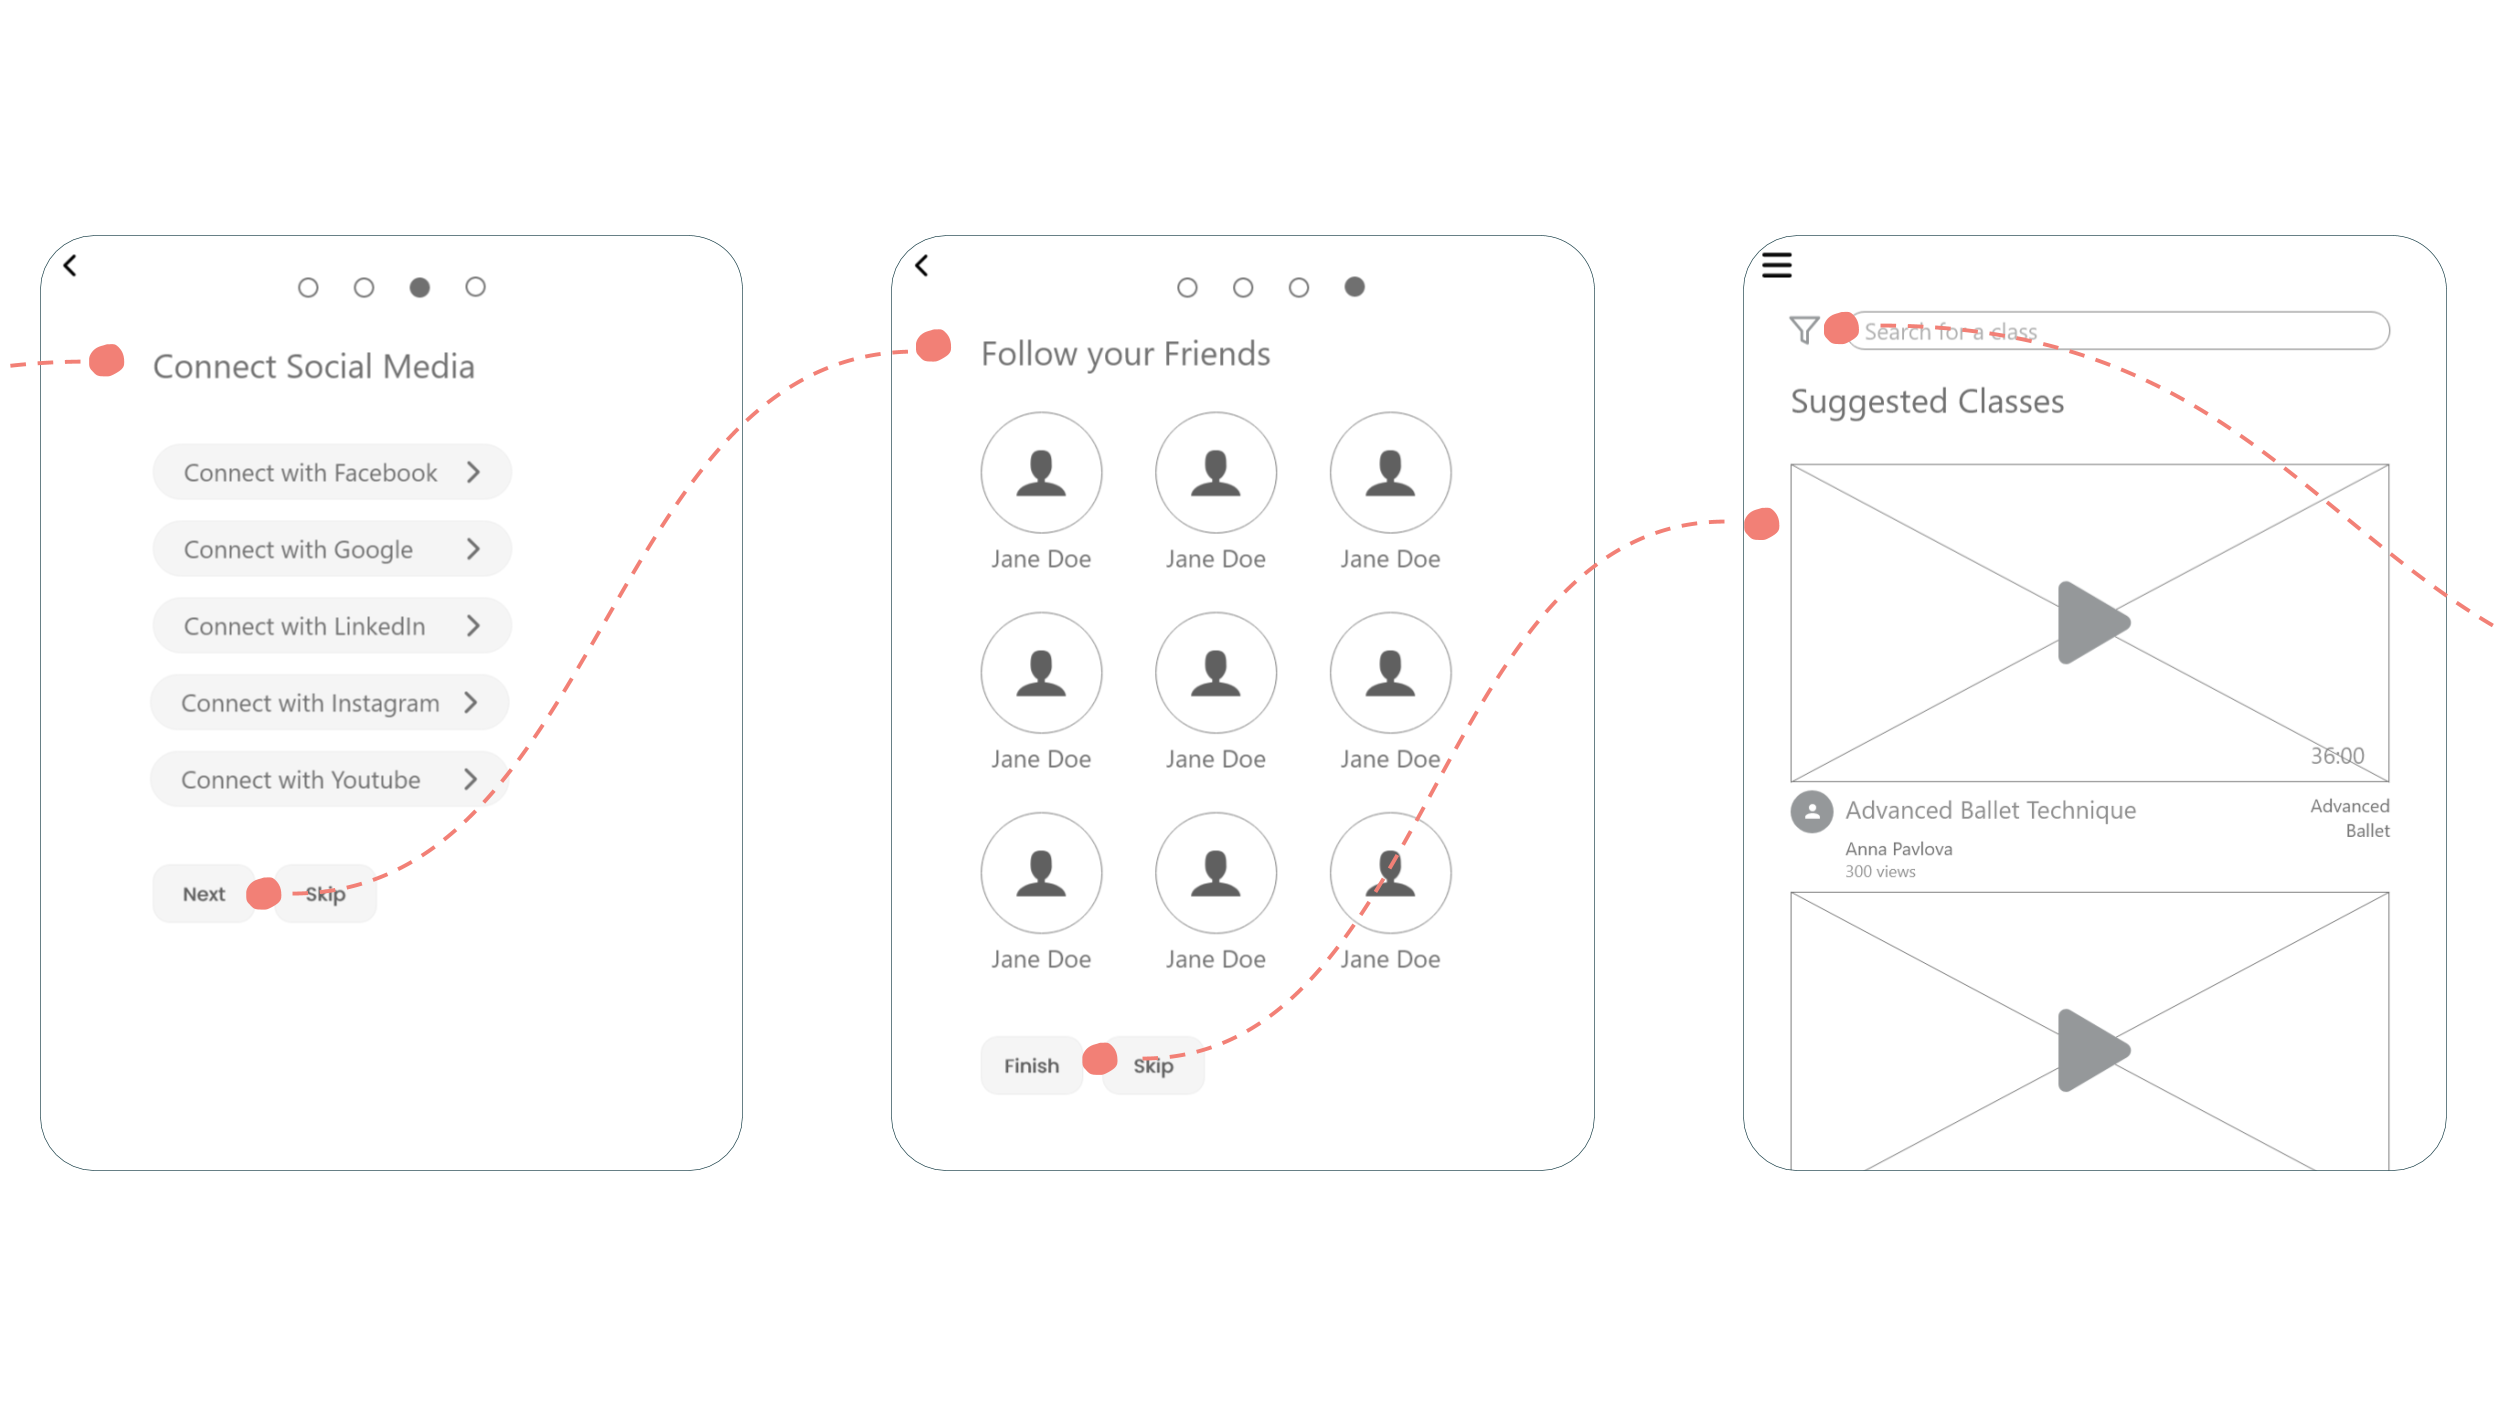 Connect Social Media
Connect with Facebook
Connect with Google
Connect with LinkedIn
Connect with Instagram
Connect with Youtube
Next
Skip
Follow your Friends
Jane Doe
Jane Doe
Jane Doe
Jane Doe
Jane Doe
Jane Doe
Jane Doe
Jane Doe
Jane Doe
Finish
Skip
Search for a class
Suggested Classes
36:00
Advanced Ballet Technique
Advanced
Ballet
Anna Pavlova
300 views